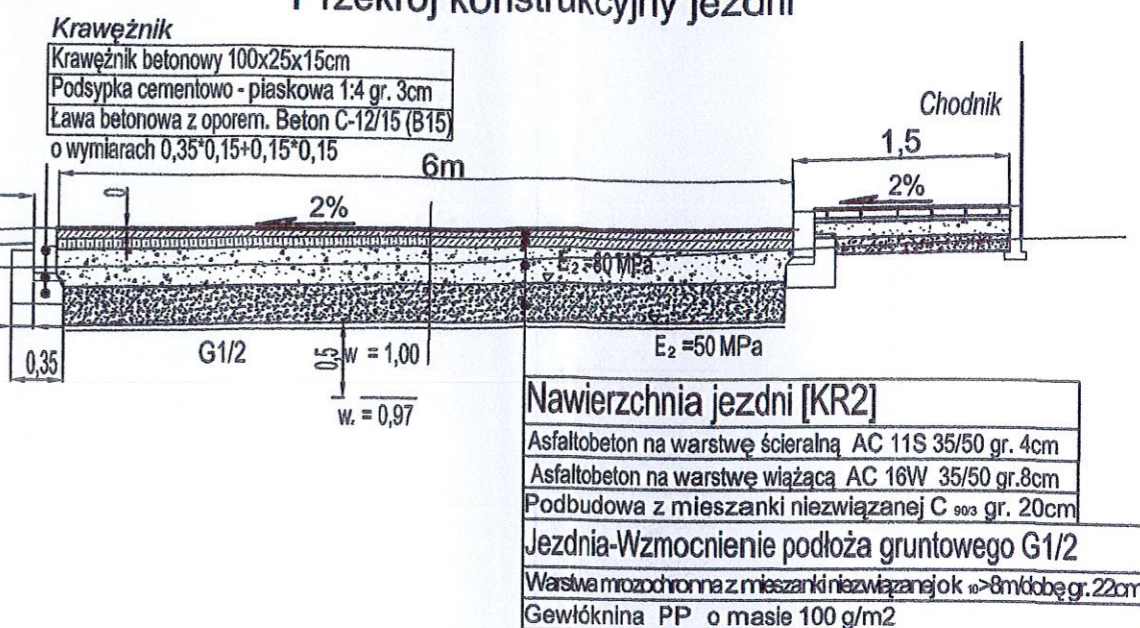 Przekrój konstrukcyjny jezdni
Krawężnik
Krawężnik betonowy 100x25x15cm
Podsypka cementowo - piaskowa 1:4 gr. 3cm
Ława betonowa z oporem. Beton C-12/15 (B15)
o wymiarach 0,35*0,15+0,15*0,15
Chodnik
1,5
6m
2%
2%
0
E2 =80 MPa
G1/2
0,35
0,5
w = 1,00
E2 =50 MPa
w. = 0,97
Nawierzchnia jezdni [KR2]
Asfaltobeton na warstwę ścieralną AC 11S 35/50 gr. 4cm
Asfaltobeton na warstwę wiążącą AC 16W 35/50 gr.8cm
Podbudowa z mieszanki niezwiązanej C 90/3 gr. 20cm
Jezdnia-Wzmocnienie podłoża gruntowego G1/2
Warstwa mrozochronna z mieszanki niezwiązanej o k 10>8m/dobę gr. 22cm
Gewłóknina PP o masie 100 g/m2